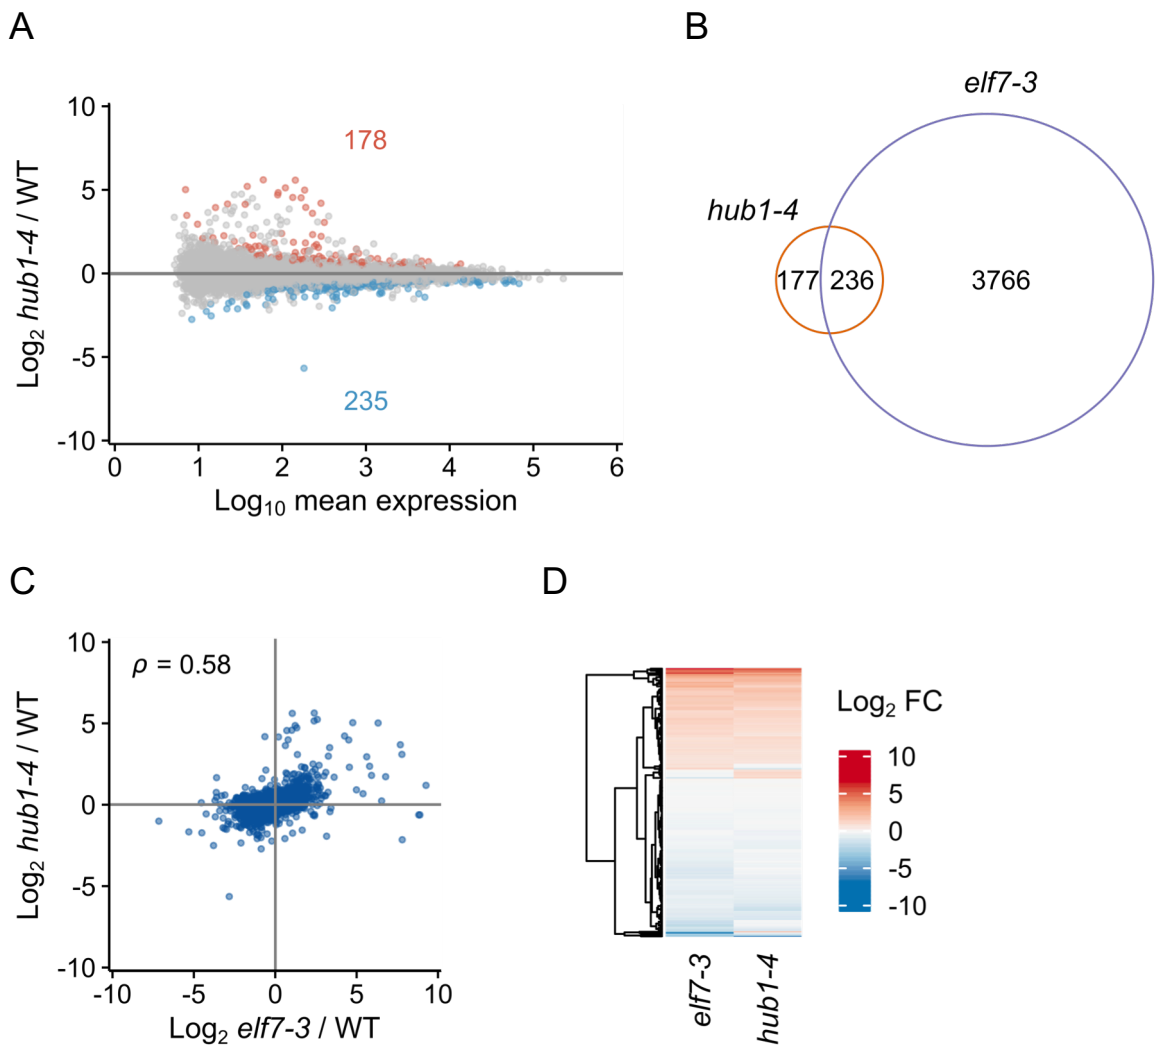 A
10
5
0
-5
-10
Log2 hub1-4 / WT
178
235
0 1 2 3 4 5 6
Log10 mean expression
B
elf7-3
hub1-4
177 236 3766
C
10
5
0
-5
-10
Log2 hub1-4 / WT
ρ = 0.58
-10 -5 0 5 10
Log2 elf7-3 / WT
D
elf7-3
hub1-4
Log2 FC
10
5
0
-5
-10